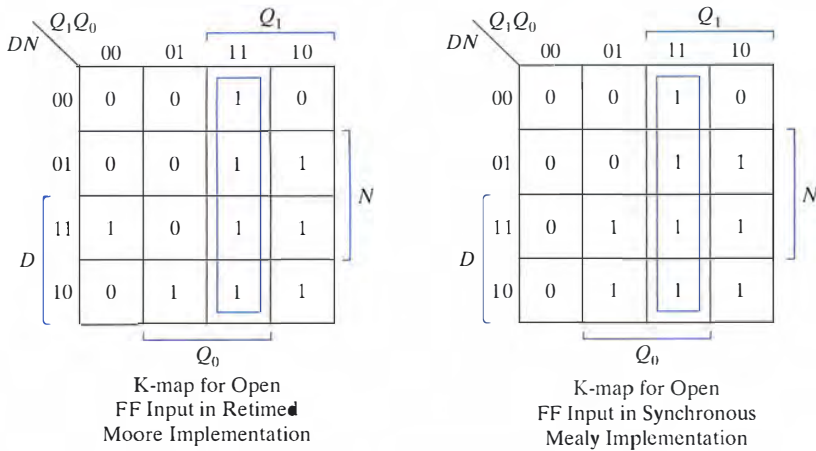 Q₁Q₀ Q₁
DN 00 01 11 10
00 0 0 1 0
01 0 0 1 1
N
11 1 0 1 1
D
10 0 1 1 1
Q₀
K-map for Open
FF Input in Retimed
Moore Implementation
Q₁Q₀ Q₁
DN 00 01 11 10
00 0 0 1 0
01 0 0 1 1
N
11 0 1 1 1
D
10 0 1 1 1
Q₀
K-map for Open
FF Input in Synchronous
Mealy Implementation